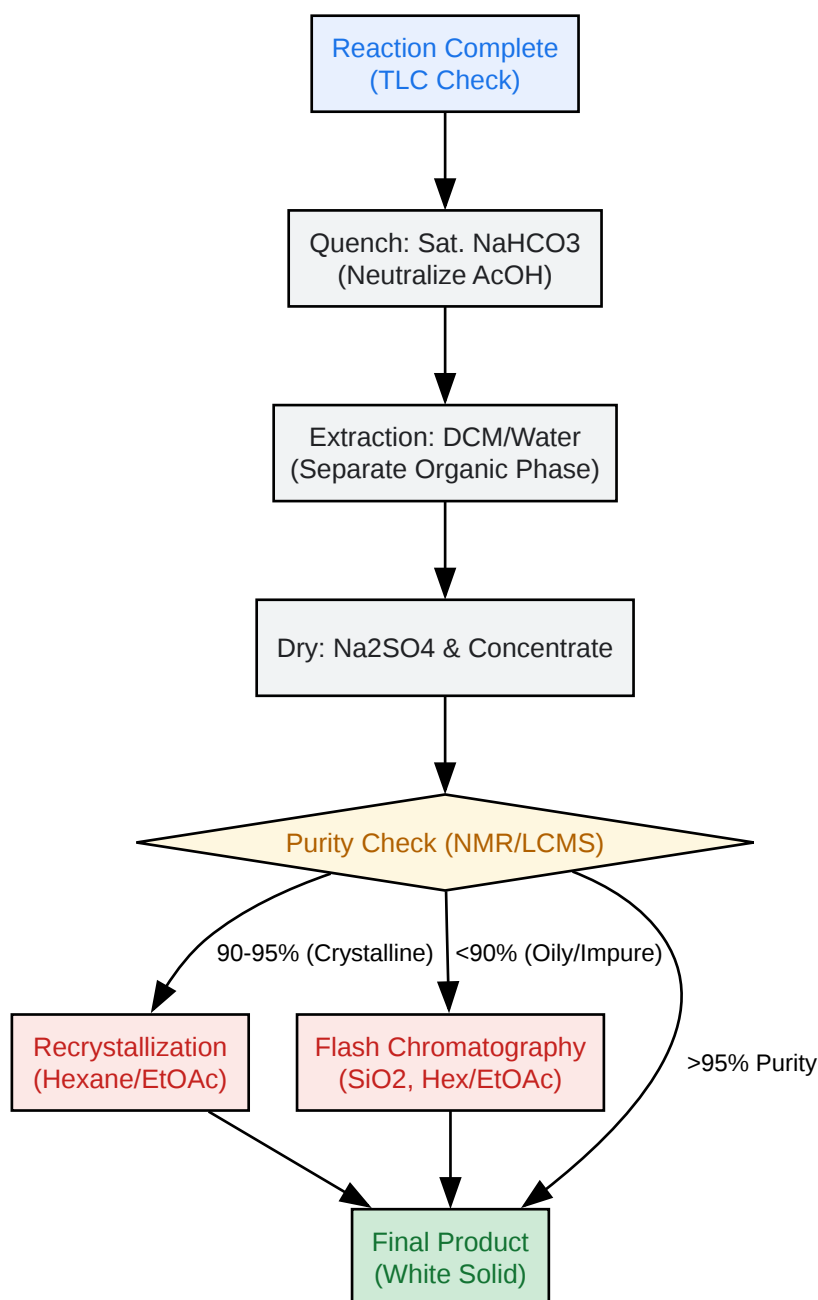 Reaction Complete
(TLC Check)
Quench: Sat. NaHCO3
(Neutralize AcOH)
Extraction: DCM/Water
(Separate Organic Phase)
Dry: Na2SO4 & Concentrate
Purity Check (NMR/LCMS)
90-95% (Crystalline)
<90% (Oily/Impure)
>95% Purity
Recrystallization
(Hexane/EtOAc)
Flash Chromatography
(SiO2, Hex/EtOAc)
Final Product
(White Solid)